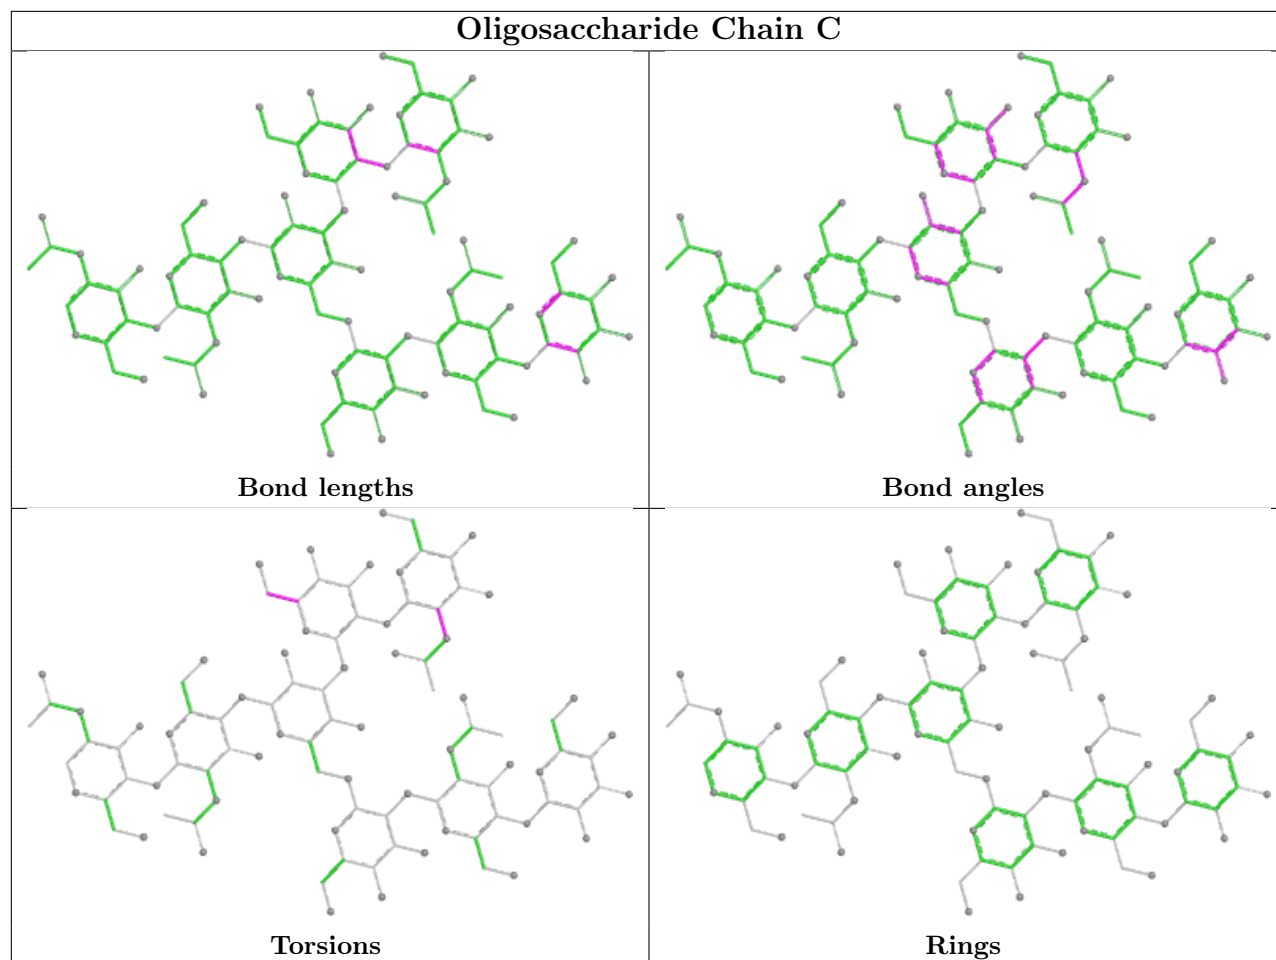 Oligosaccharide Chain C
Bond lengths
Bond angles
Torsions
Rings